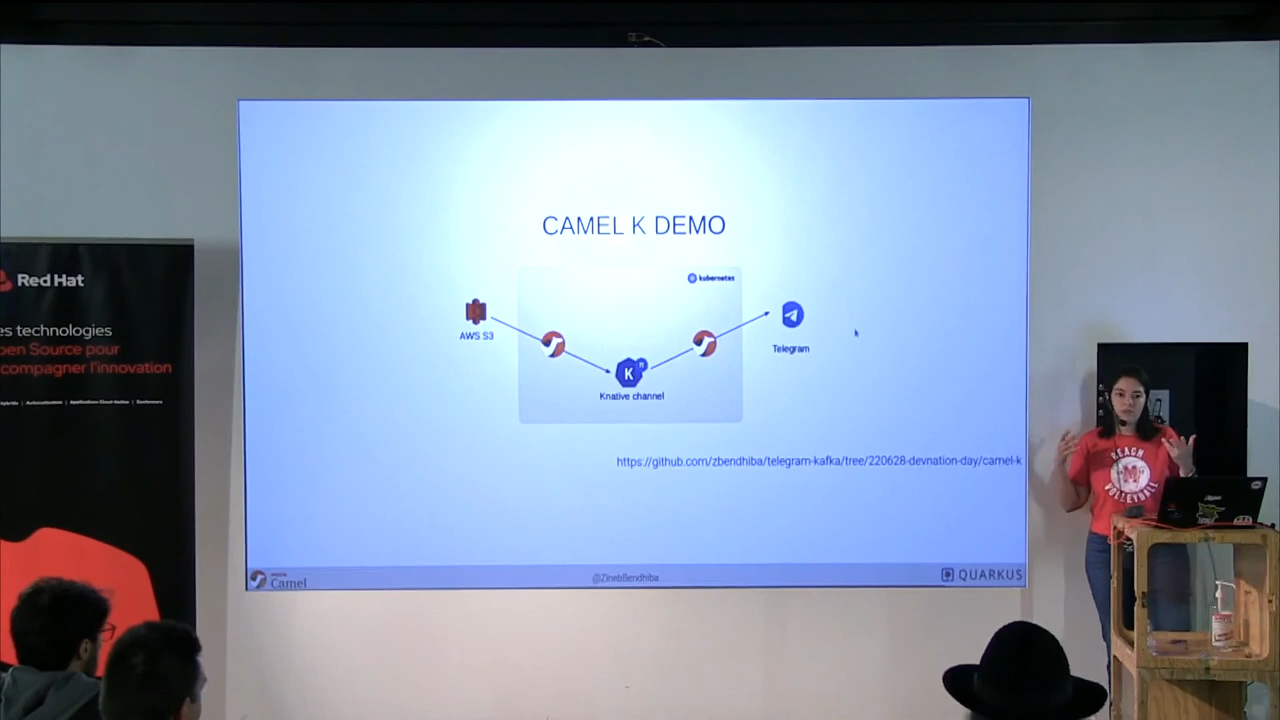 CAMEL K DEMO
kubernetes
AWS S3
Telegram
Knative channel
https://github.com/zbendhiba/telegram-kafka/tree/220628-devnation-day/camel-k
Camel
@ZinebBendhiba
QUARKUS
Red Hat
es technologies
pen Source pour
compagner l'innovation
BEACH
M
VOLLEYBALL